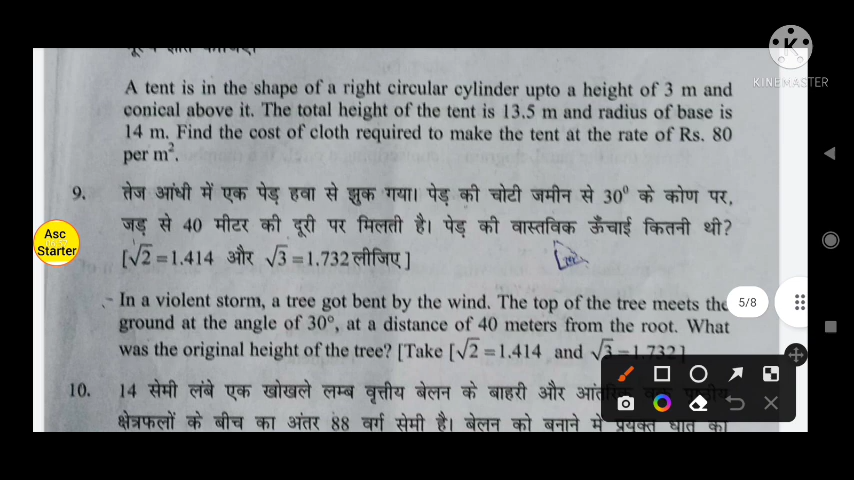 KINEMASTER
A tent is in the shape of a right circular cylinder upto a height of 3 m and
conical above it. The total height of the tent is 13.5 m and radius of base is
14 m. Find the cost of cloth required to make the tent at the rate of Rs. 80
per m².
9. तेज आंधी में एक पेड़ हवा से झुक गया। पेड़ की चोटी जमीन से 30⁰ के कोण पर,
जड़ से 40 मीटर की दूरी पर मिलती है। पेड़ की वास्तविक ऊँचाई कितनी थी?
[√2 = 1.414 और √3 = 1.732 लीजिए ]
Asc
Starter
In a violent storm, a tree got bent by the wind. The top of the tree meets the
ground at the angle of 30°, at a distance of 40 meters from the root. What
was the original height of the tree? [Take [√2 = 1.414 and √3 = 1.732]
5/8
10. 14 सेमी लंबे एक खोखले लम्ब वृत्तीय बेलन के बाहरी और
क्षेत्रफलों के बीच का अंतर 88 वर्ग सेमी है। बेलन को बनाने में प्रयुक्त धातु का